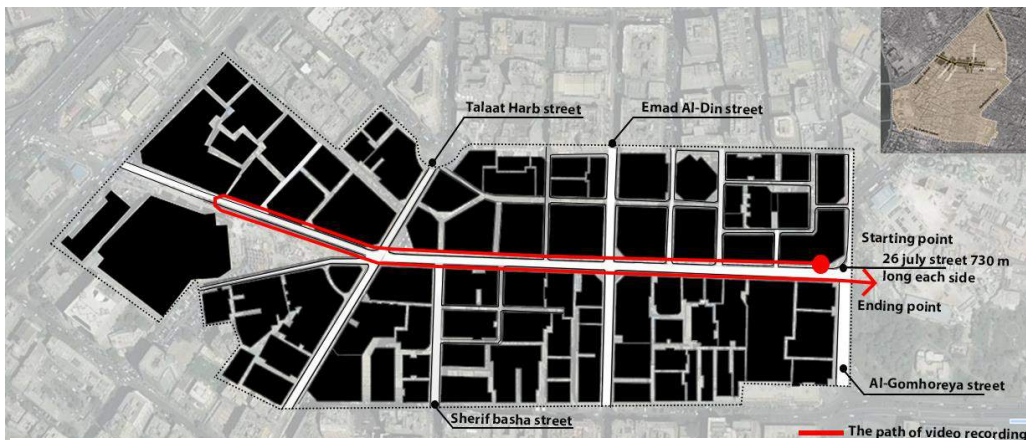 Talaat Harb street
Emad Al-Din street
Starting point
26 july street 730 m
long each side
Ending point
Al-Gomhoreya street
Sherif basha street
The path of video recording